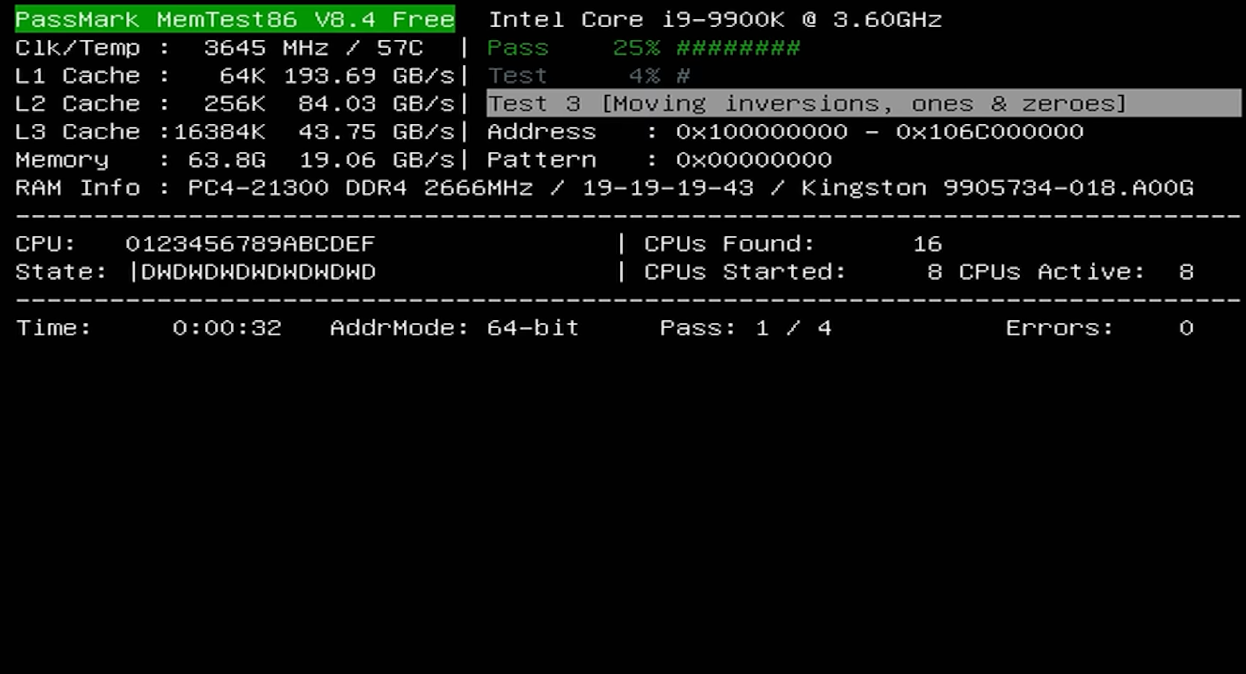 PassMark MemTest86 V8.4 Free   Intel Core i9-9900K @ 3.60GHz
Clk/Temp :  3645 MHz / 57C  | Pass    25% ########
L1 Cache :   64K 193.69 GB/s| Test     4% #
L2 Cache :  256K  84.03 GB/s| Test 3 [Moving inversions, ones & zeroes]
L3 Cache :16384K  43.75 GB/s| Address   : 0x100000000 - 0x106C000000
Memory   : 63.8G  19.06 GB/s| Pattern   : 0x00000000
RAM Info : PC4-21300 DDR4 2666MHz / 19-19-19-43 / Kingston 9905734-018.A00G
------------------------------------------------------------------------------
CPU:   0123456789ABCDEF                | CPUs Found:      16
State: |DWDWDWDWDWDWDWD                | CPUs Started:     8 CPUs Active:  8
------------------------------------------------------------------------------
Time:     0:00:32   AddrMode: 64-bit     Pass: 1 / 4           Errors:    0